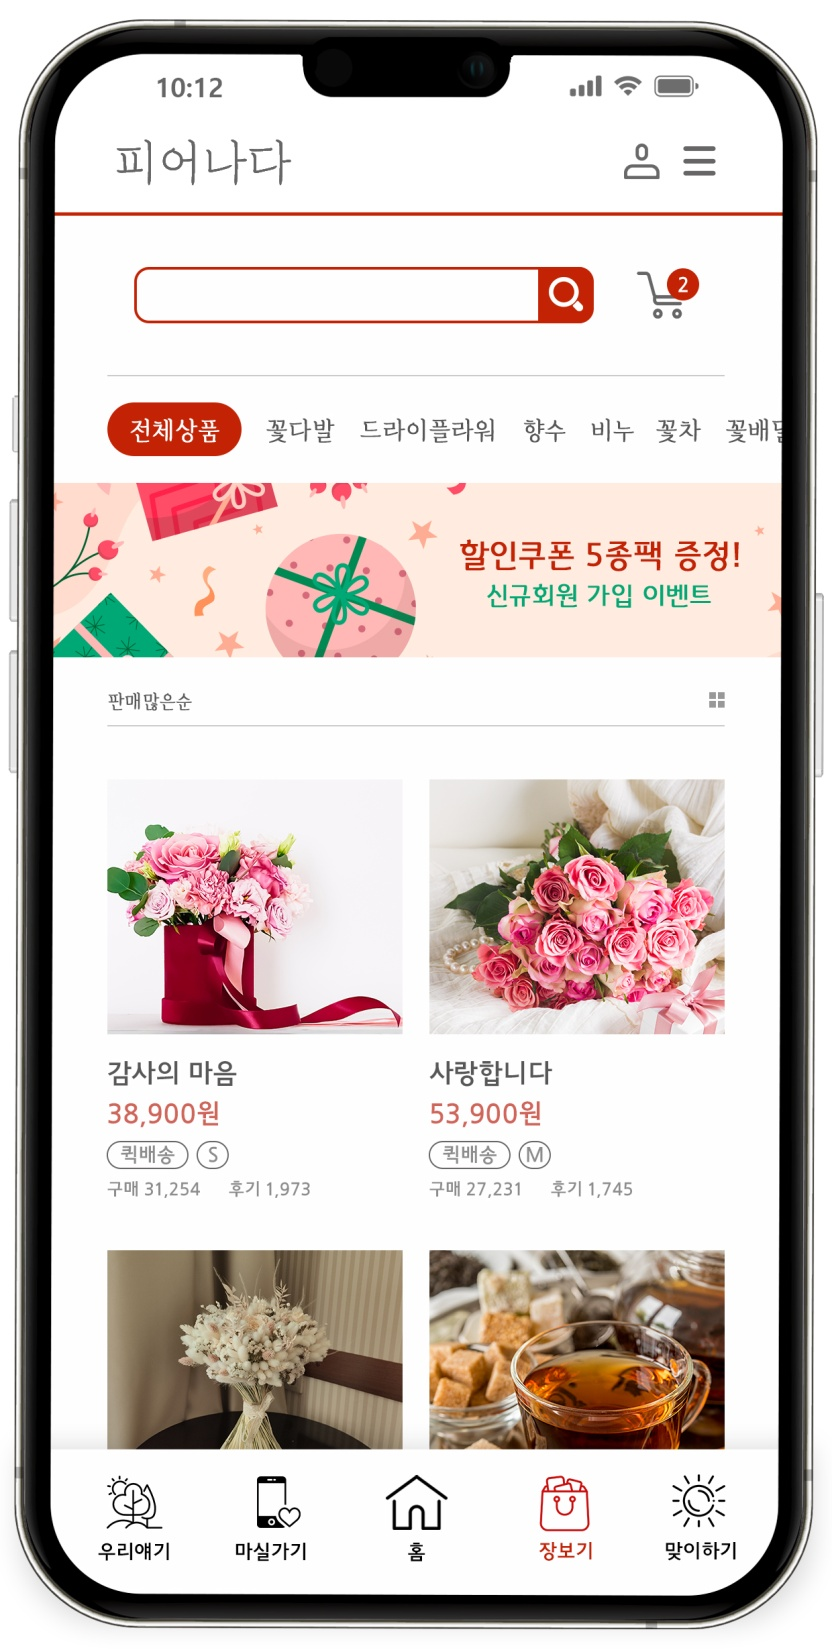 10:12
피어나다
2
전체상품 꽃다발 드라이플라워 향수 비누 꽃차 꽃배달
할인쿠폰 5종팩 증정!
신규회원 가입 이벤트
판매많은순
감사의 마음
38,900원
퀵배송 S
구매 31,254 후기 1,973
사랑합니다
53,900원
퀵배송 M
구매 27,231 후기 1,745
우리얘기 마실가기 홈 장보기 맞이하기